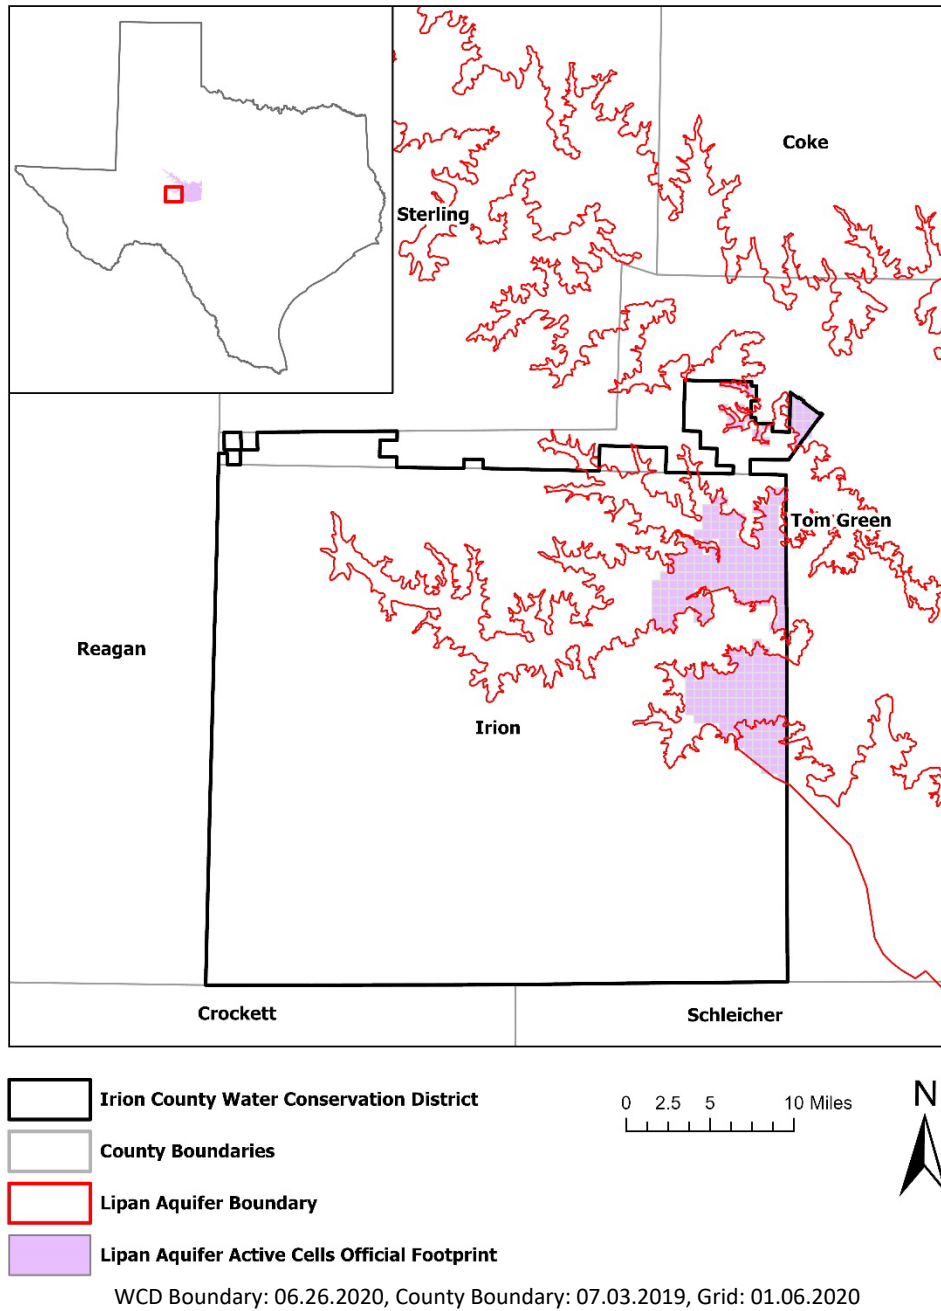 Coke
Sterling
Tom Green
Reagan
Irion
Crockett
Schleicher
Irion County Water Conservation District
County Boundaries
Lipan Aquifer Boundary
Lipan Aquifer Active Cells Official Footprint
0 2.5 5 10 Miles
N
WCD Boundary: 06.26.2020, County Boundary: 07.03.2019, Grid: 01.06.2020